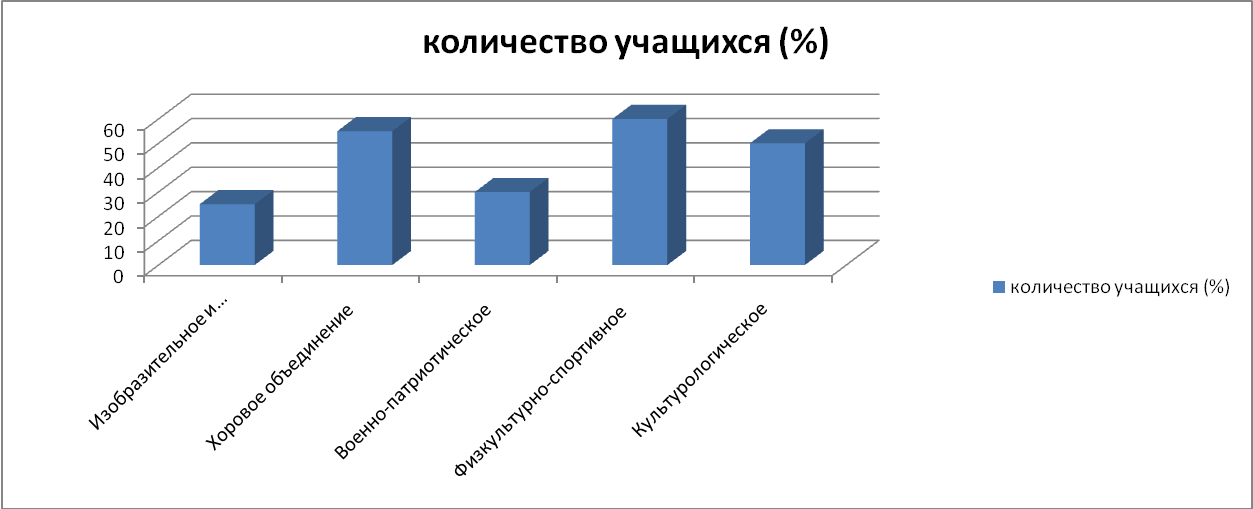 количество учащихся (%)
60
50
40
30
20
10
0
Изобразительное и...
Хоровое объединение
Военно-патриотическое
Физкультурно-спортивное
Культурологическое
количество учащихся (%)